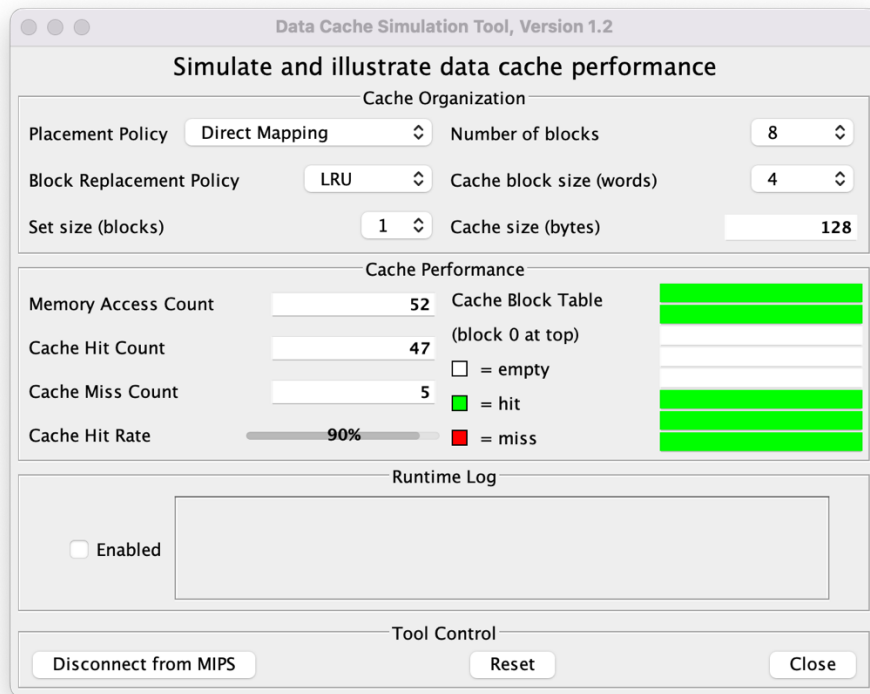 Data Cache Simulation Tool, Version 1.2
Simulate and illustrate data cache performance
Cache Organization
Placement Policy Direct Mapping Number of blocks 8
Block Replacement Policy LRU Cache block size (words) 4
Set size (blocks) 1 Cache size (bytes) 128
Cache Performance
Memory Access Count 52 Cache Block Table
(block 0 at top)
Cache Hit Count 47
= empty
Cache Miss Count 5
= hit
Cache Hit Rate 90%
= miss
Runtime Log
Enabled
Tool Control
Disconnect from MIPS Reset Close